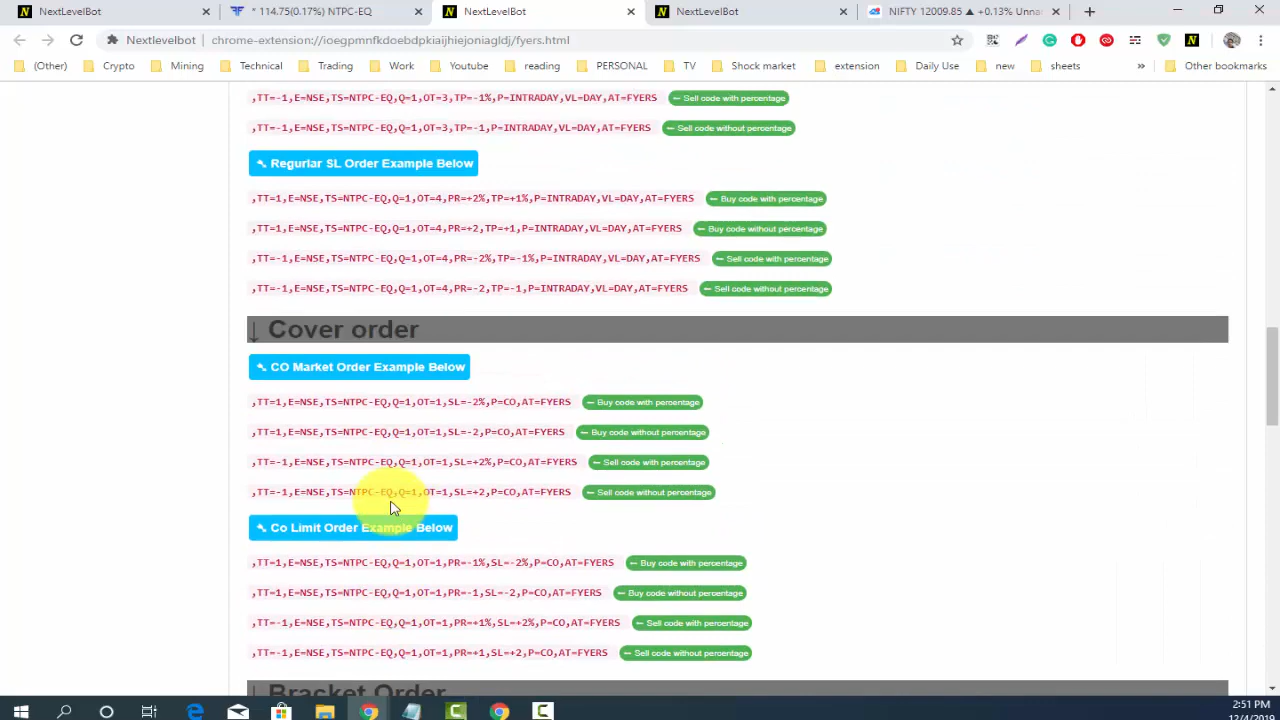 NextLevelBot
* 114.7(0.17%) NTPC-EQ
NextLevelBot
NextLevelBot
NIFTY 12009.85 ▲ +0.13% Unna
Nextlevelbot | chrome-extension://ioegpmnfkdoebdpkiaijhiejoniagldj/fyers.html
(Other) Crypto Mining Technical Trading Work Youtube reading PERSONAL TV Shock market extension Daily Use new sheets » Other bookmarks
,TT=-1,E=NSE,TS=NTPC-EQ,Q=1,OT=3,TP=-1%,P=INTRADAY,VL=DAY,AT=FYERS ← Sell code with percentage
,TT=-1,E=NSE,TS=NTPC-EQ,Q=1,OT=3,TP=-1,P=INTRADAY,VL=DAY,AT=FYERS ← Sell code without percentage
Regurlar SL Order Example Below
,TT=1,E=NSE,TS=NTPC-EQ,Q=1,OT=4,PR=+2%,TP=+1%,P=INTRADAY,VL=DAY,AT=FYERS ← Buy code with percentage
,TT=1,E=NSE,TS=NTPC-EQ,Q=1,OT=4,PR=+2,TP=+1,P=INTRADAY,VL=DAY,AT=FYERS ← Buy code without percentage
,TT=-1,E=NSE,TS=NTPC-EQ,Q=1,OT=4,PR=-2%,TP=-1%,P=INTRADAY,VL=DAY,AT=FYERS ← Sell code with percentage
,TT=-1,E=NSE,TS=NTPC-EQ,Q=1,OT=4,PR=-2,TP=-1,P=INTRADAY,VL=DAY,AT=FYERS ← Sell code without percentage
↓ Cover order
CO Market Order Example Below
,TT=1,E=NSE,TS=NTPC-EQ,Q=1,OT=1,SL=-2%,P=CO,AT=FYERS ← Buy code with percentage
,TT=1,E=NSE,TS=NTPC-EQ,Q=1,OT=1,SL=-2,P=CO,AT=FYERS ← Buy code without percentage
,TT=-1,E=NSE,TS=NTPC-EQ,Q=1,OT=1,SL=+2%,P=CO,AT=FYERS ← Sell code with percentage
,TT=-1,E=NSE,TS=NTPC-EQ,Q=1,OT=1,SL=+2,P=CO,AT=FYERS ← Sell code without percentage
Co Limit Order Example Below
,TT=1,E=NSE,TS=NTPC-EQ,Q=1,OT=1,PR=-1%,SL=-2%,P=CO,AT=FYERS ← Buy code with percentage
,TT=1,E=NSE,TS=NTPC-EQ,Q=1,OT=1,PR=-1,SL=-2,P=CO,AT=FYERS ← Buy code without percentage
,TT=-1,E=NSE,TS=NTPC-EQ,Q=1,OT=1,PR=+1%,SL=+2%,P=CO,AT=FYERS ← Sell code with percentage
,TT=-1,E=NSE,TS=NTPC-EQ,Q=1,OT=1,PR=+1,SL=+2,P=CO,AT=FYERS ← Sell code without percentage
↓ Bracket Order
2:51 PM